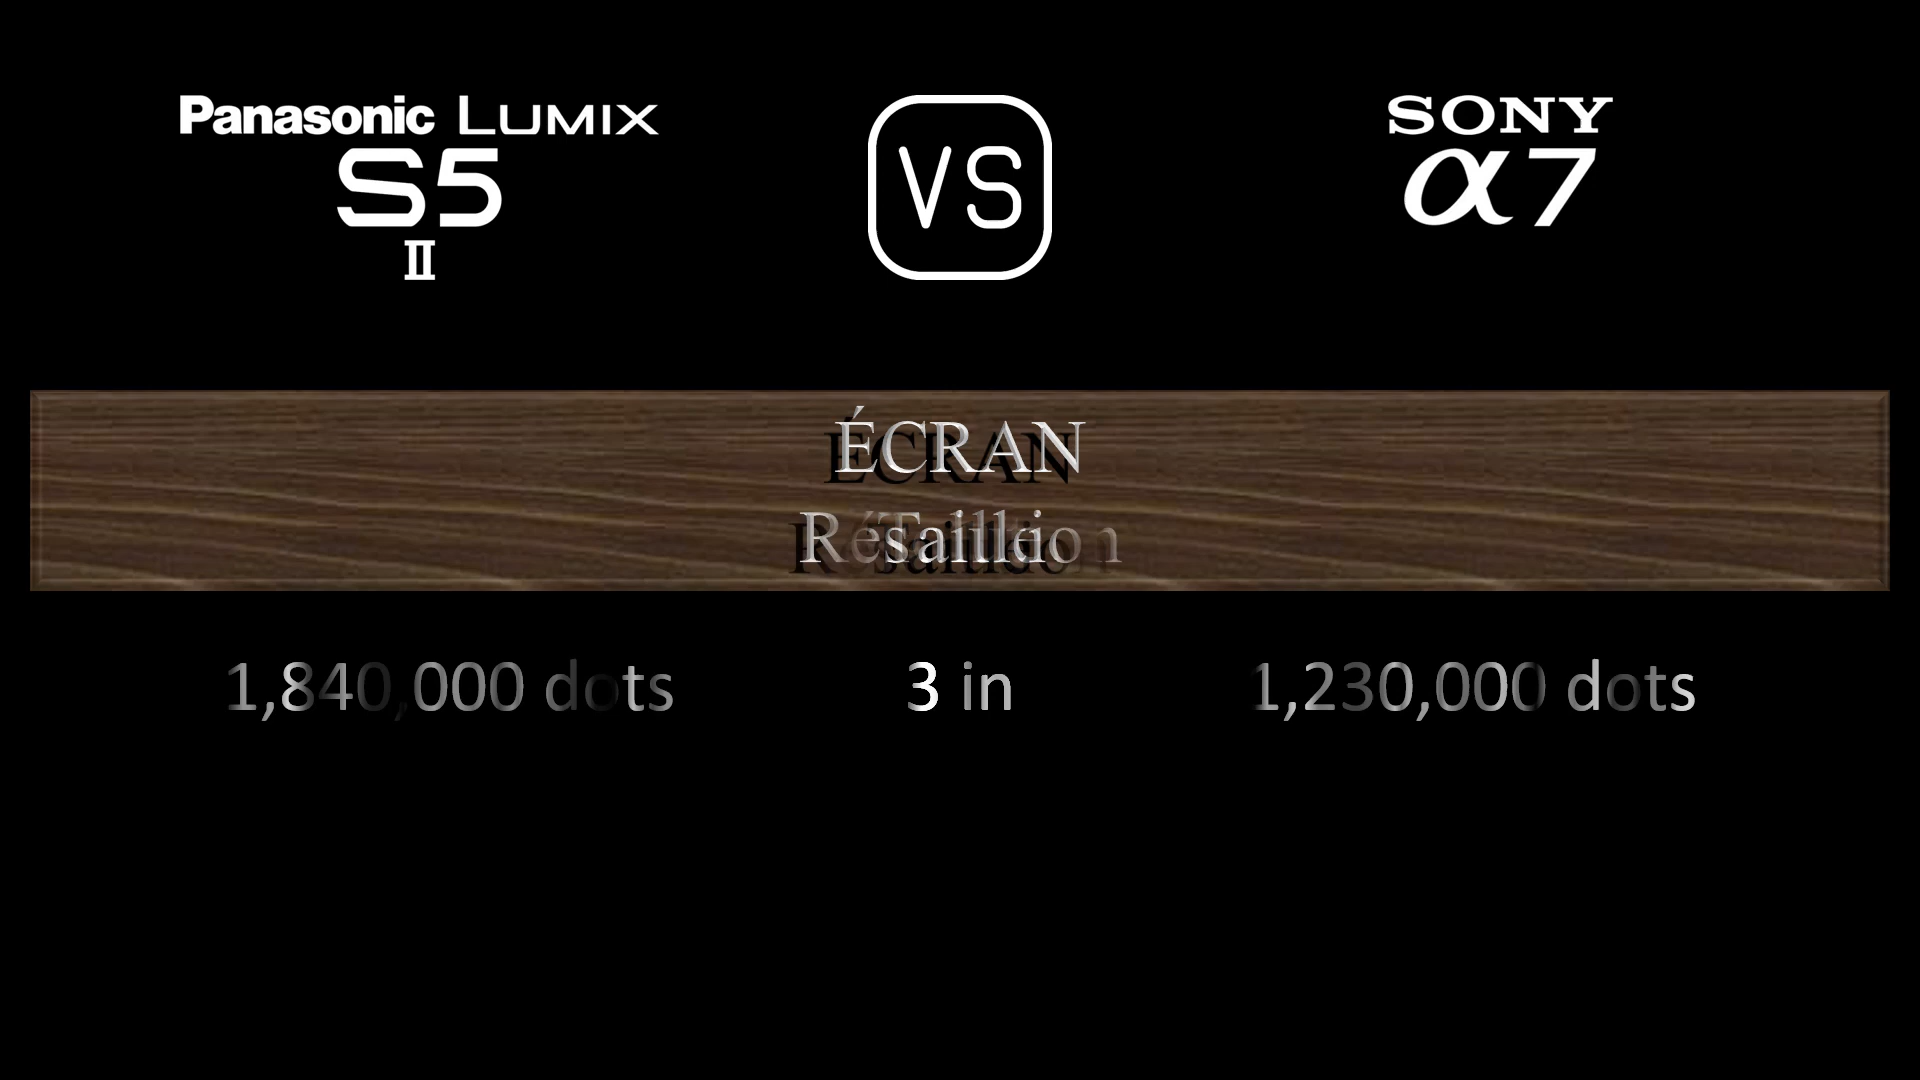 Panasonic LUMIX
S5
II
VS
SONY
α7
ÉCRAN
1,840,000 dots
3 in
1,230,000 dots